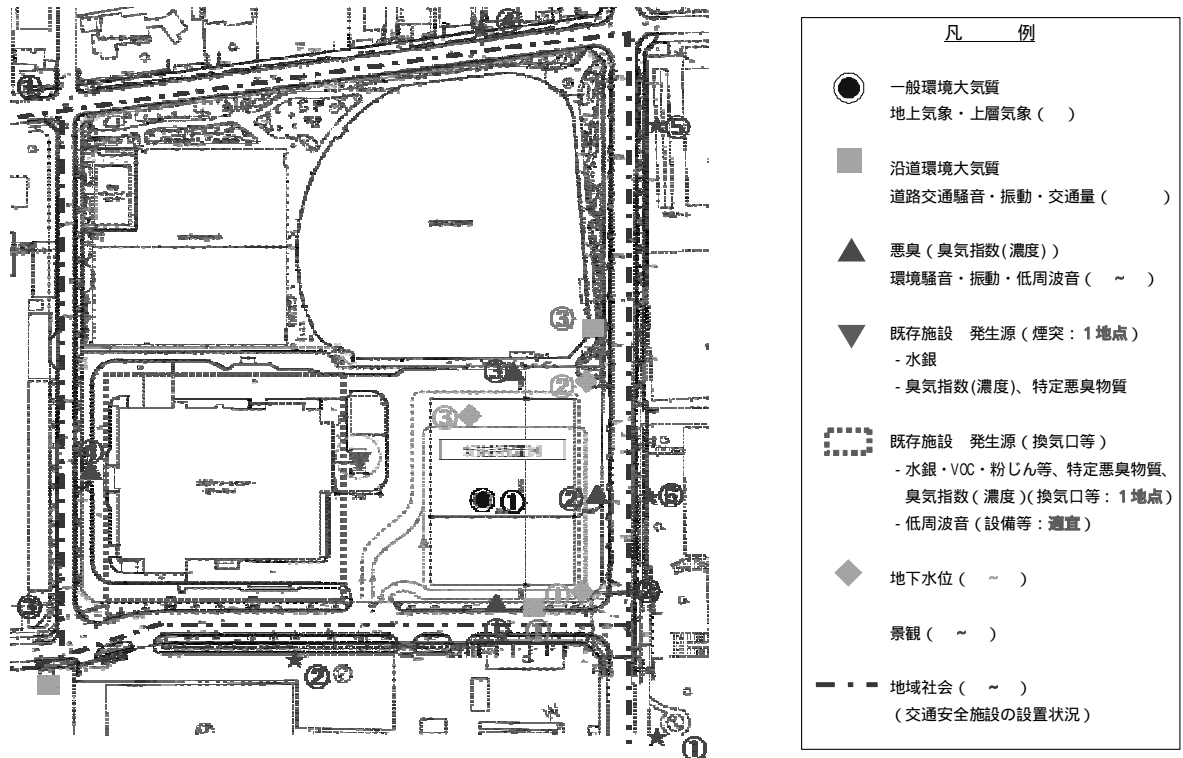 凡 例
一般環境大気質
地上気象・上層気象（ ）
沿道環境大気質
道路交通騒音・振動・交通量（ ）
悪臭（臭気指数(濃度)）
環境騒音・振動・低周波音（ ~ ）
既存施設 発生源（煙突：１地点）
- 水銀
- 臭気指数(濃度)、特定悪臭物質
既存施設 発生源（換気口等）
- 水銀・VOC・粉じん等、特定悪臭物質、
臭気指数（濃度）(換気口等：１地点）
- 低周波音（設備等：適宜）
地下水位（ ~ ）
景観（ ~ ）
地域社会（ ~ ）
（交通安全施設の設置状況）
⑤
③
③
②
③
① ② ⑥
②
①